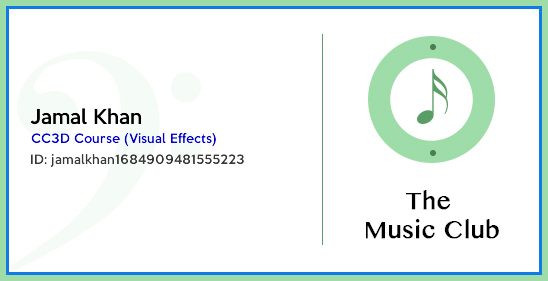 Jamal Khan
CC3D Course (Visual Effects)
ID: jamalkhan1684909481555223
The
Music Club